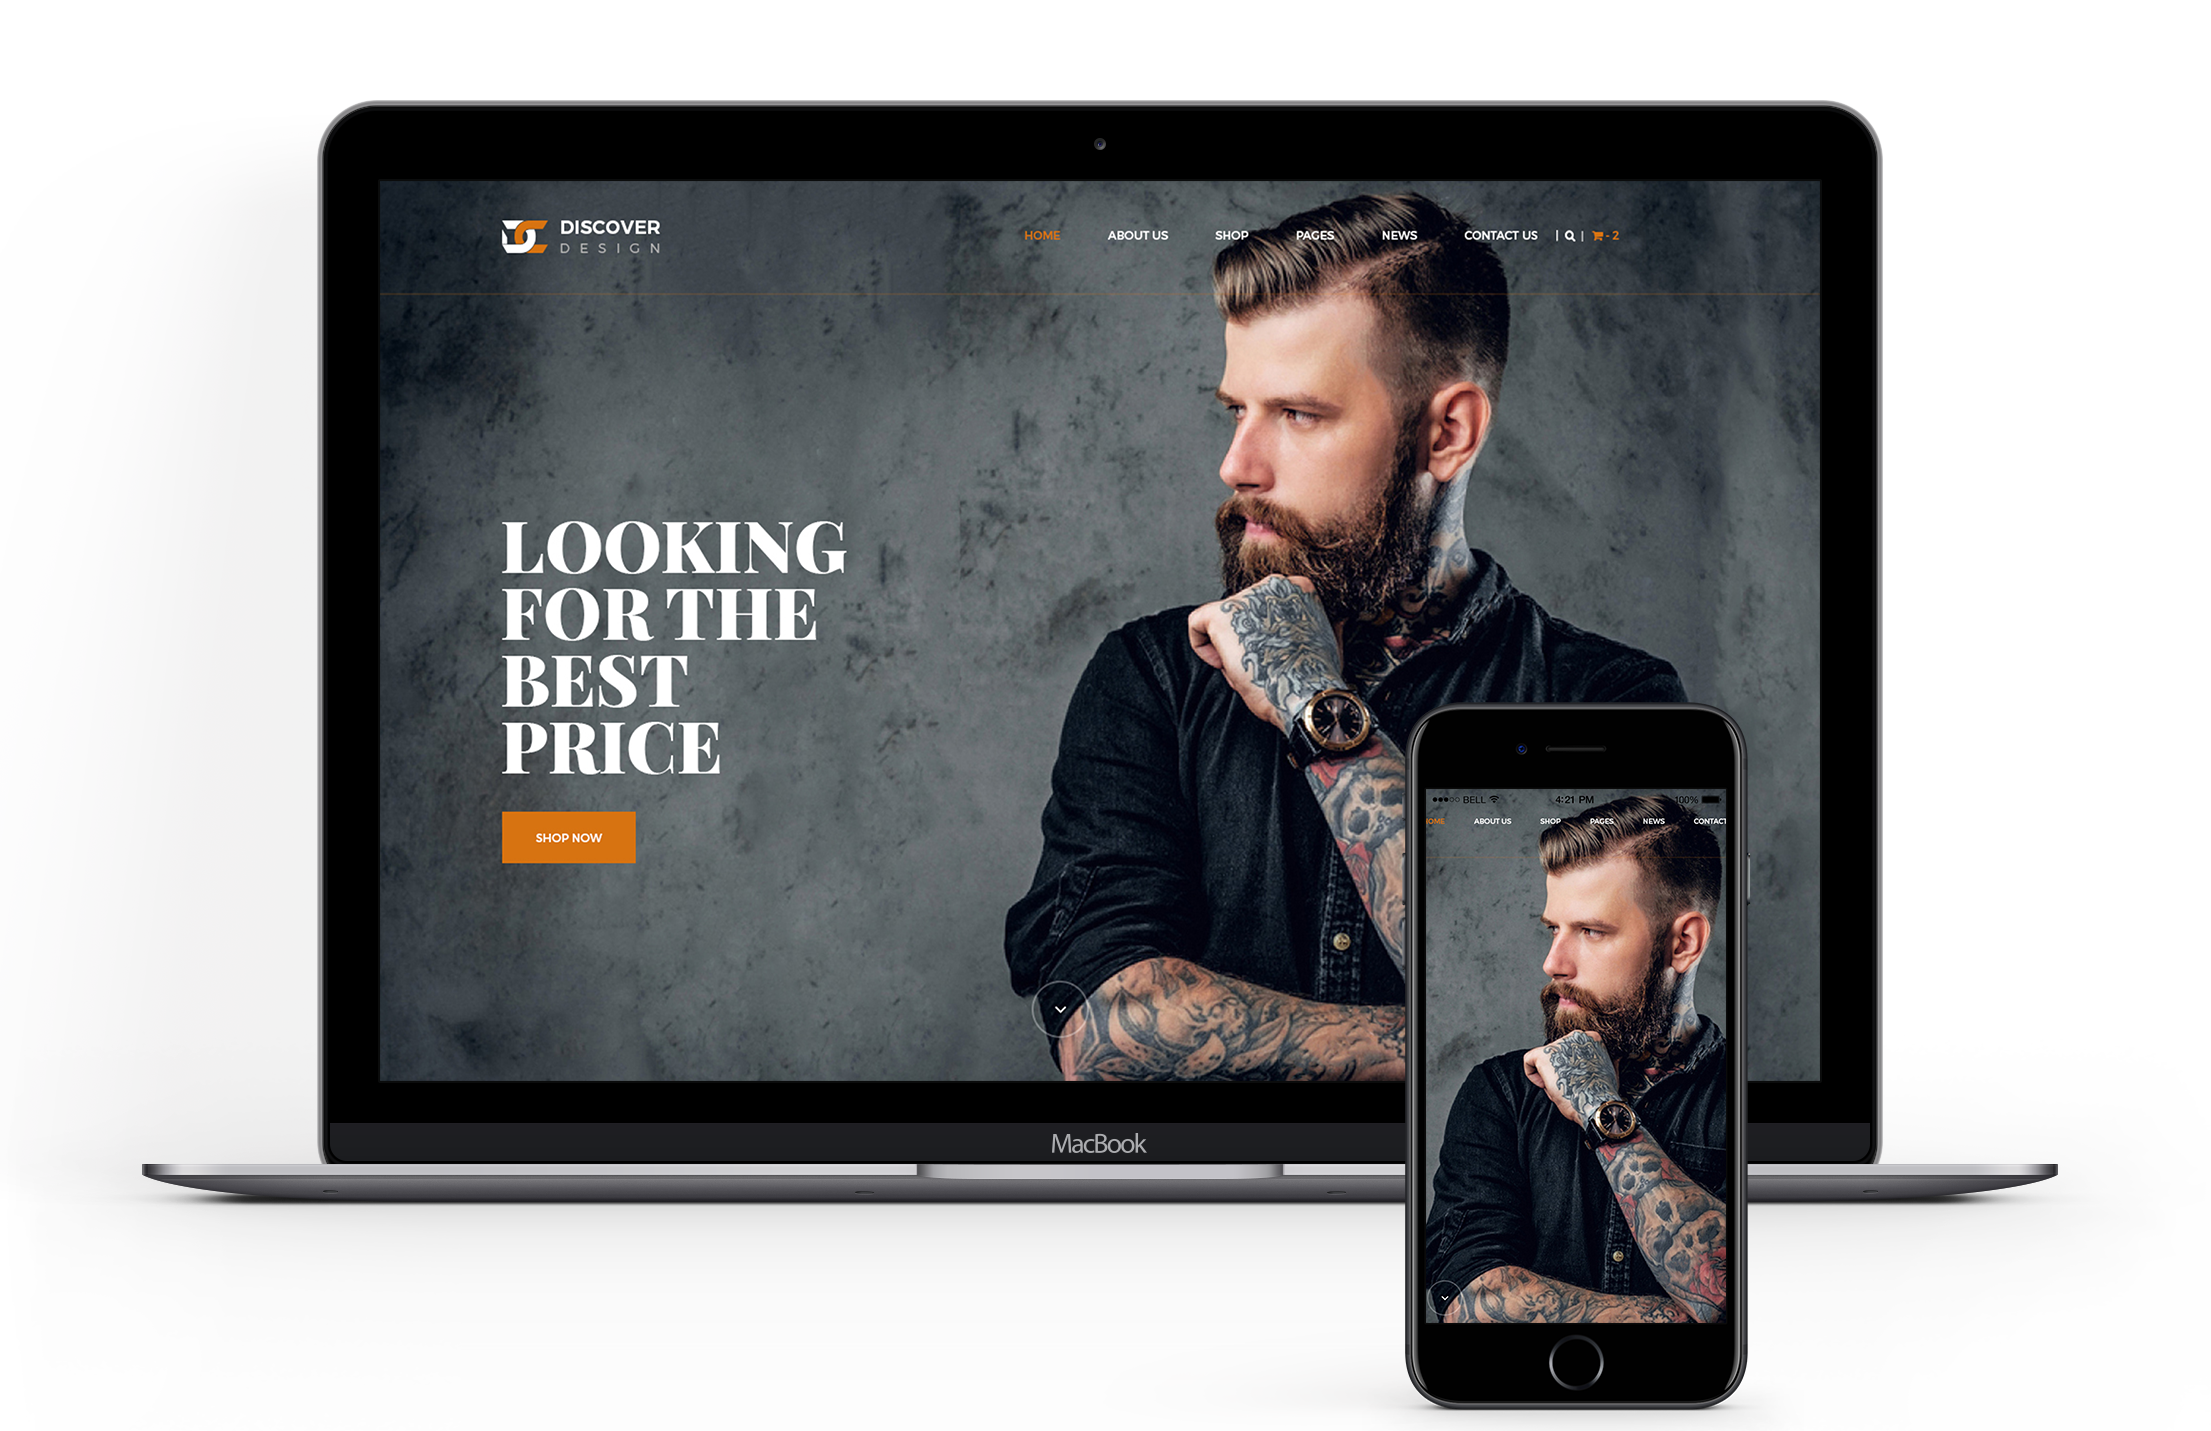 DISCOVER
DESIGN
HOME ABOUT US SHOP PAGES NEWS CONTACT US | | - 2
LOOKING
FOR THE
BEST
PRICE
SHOP NOW
MacBook
BELL 4:21 PM 100%
OME ABOUT US SHOP PAGES NEWS CONTACT